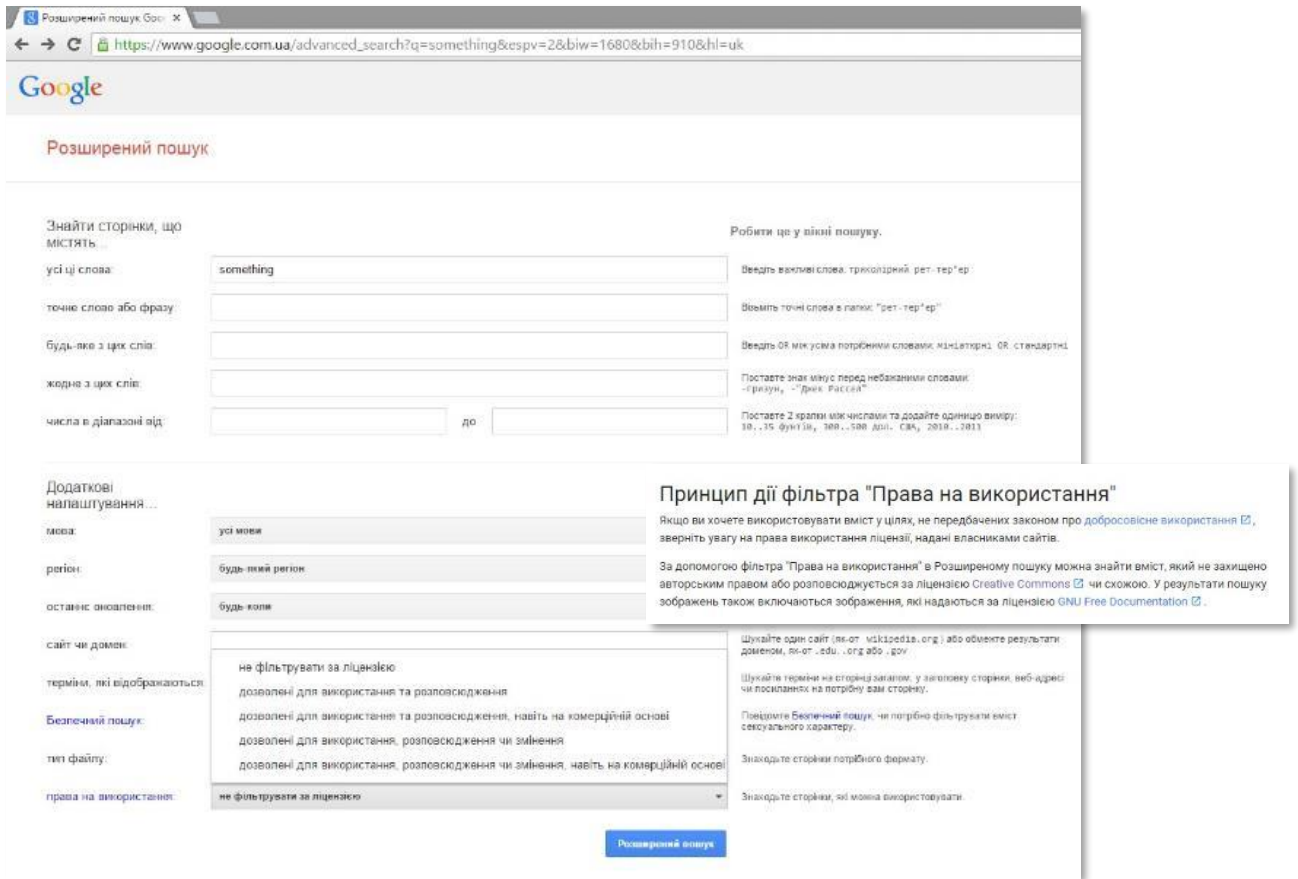 Розширений пошук Goo
https://www.google.com.ua/advanced_search?q=something&espv=2&biw=1680&bih=910&hl=uk
Google
Розширений пошук
Знайти сторінки, що
містять...
Робити це у вікні пошуку.
усі ці слова:
something
Введіть важливі слова: триколірний рет-тер'єр
точне слово або фразу:
Візьміть точні слова в лапки: "рет-тер'єр"
будь-яке з цих слів:
Введіть OR між усіма потрібними словами: мініатюрні OR стандартні
жодне з цих слів:
Поставте знак мінус перед небажаними словами:
-гризун, -"Джек Рассел"
числа в діапазоні від:
до
Поставте 2 крапки між числами та додайте одиницю виміру:
10..35 фунтів, 300..500 дол. США, 2010..2011
Додаткові
налаштування...
мова:
усі мови
регіон:
будь-який регіон
останнє оновлення:
будь-коли
Принцип дії фільтра "Права на використання"
Якщо ви хочете використовувати вміст у цілях, не передбачених законом про добросовісне використання,
зверніть увагу на права використання ліцензії, надані власниками сайтів.
За допомогою фільтра "Права на використання" в Розширеному пошуку можна знайти вміст, який не захищено
авторським правом або розповсюджується за ліцензією Creative Commons чи схожою. У результати пошуку
зображень також включаються зображення, які надаються за ліцензією GNU Free Documentation.
сайт чи домен:
Шукайте один сайт (як-от wikipedia.org) або обмежте результати
доменом, як-от .edu, .org або .gov
не фільтрувати за ліцензією
терміни, які відображаються
дозволені для використання та розповсюдження
Шукайте терміни на сторінці загалом, у заголовку сторінки, веб-адресі
чи посиланнях на потрібну вам сторінку.
дозволені для використання та розповсюдження, навіть на комерційній основі
Безпечний пошук:
Повідомте Безпечний пошук, чи потрібно фільтрувати вміст
сексуального характеру.
дозволені для використання, розповсюдження чи змінення
тип файлу:
дозволені для використання, розповсюдження чи змінення, навіть на комерційній основі
Знаходьте сторінки потрібного формату.
права на використання:
не фільтрувати за ліцензією
Знаходьте сторінки, які можна використовувати.
Розширений пошук